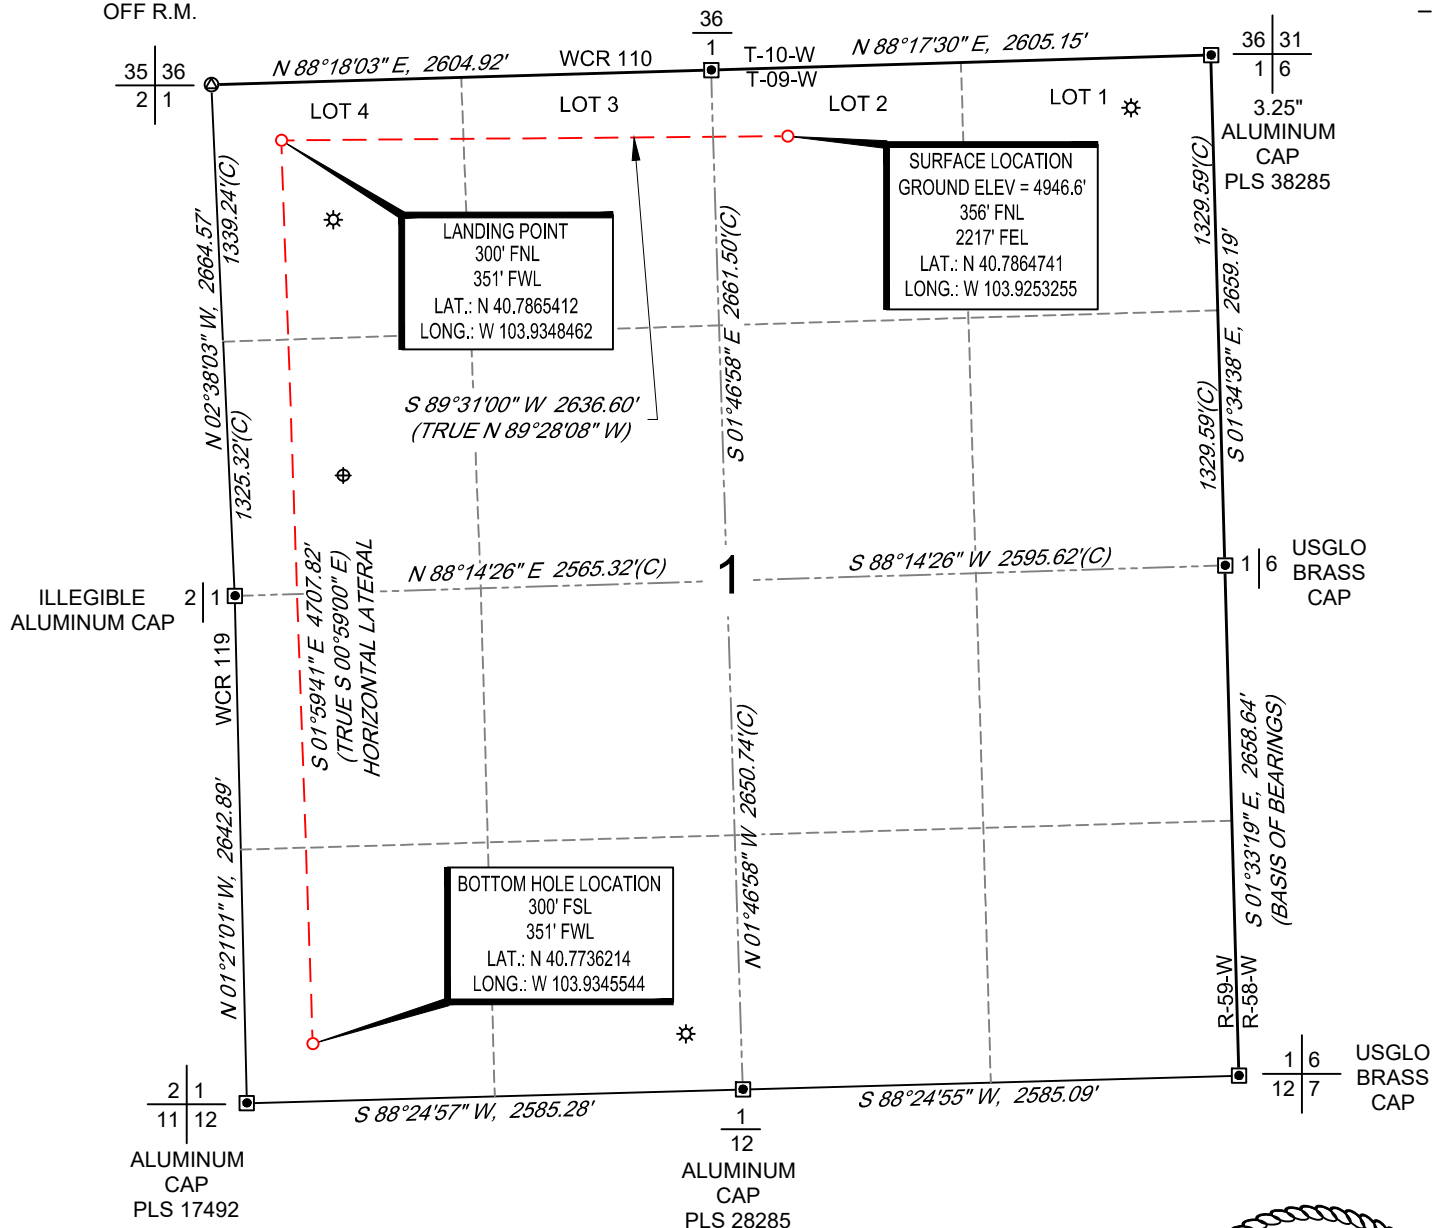 OFF R.M.
36
1
35 36
2 1
N 88°18'03" E, 2604.92'
WCR 110
T-10-W
T-09-W
N 88°17'30" E, 2605.15'
36 31
1 6
3.25"
ALUMINUM
CAP
PLS 38285
LOT 4
LOT 3
LOT 2
LOT 1
SURFACE LOCATION
GROUND ELEV = 4946.6'
356' FNL
2217' FEL
LAT.: N 40.7864741
LONG.: W 103.9253255
LANDING POINT
300' FNL
351' FWL
LAT.: N 40.7865412
LONG.: W 103.9348462
N 02°38'03" W, 2664.57'
1339.24'(C)
1325.32'(C)
S 01°46'58" E 2661.50'(C)
1329.59'(C)
1329.59'(C)
S 01°34'38" E, 2659.19'
S 89°31'00" W 2636.60'
(TRUE N 89°28'08" W)
N 88°14'26" E 2565.32'(C)
1
S 88°14'26" W 2595.62'(C)
1 6
USGLO
BRASS
CAP
ILLEGIBLE
ALUMINUM CAP
2 1
WCR 119
S 01°59'41" E 4707.82'
(TRUE S 00°59'00" E)
HORIZONTAL LATERAL
N 01°21'01" W, 2642.89'
N 01°46'58" W 2650.74'(C)
S 01°33'19" E, 2658.64'
(BASIS OF BEARINGS)
R-59-W
R-58-W
BOTTOM HOLE LOCATION
300' FSL
351' FWL
LAT.: N 40.7736214
LONG.: W 103.9345544
2 1
11 12
ALUMINUM
CAP
PLS 17492
S 88°24'57" W, 2585.28'
1
12
ALUMINUM
CAP
PLS 28285
S 88°24'55" W, 2585.09'
1 6
12 7
USGLO
BRASS
CAP